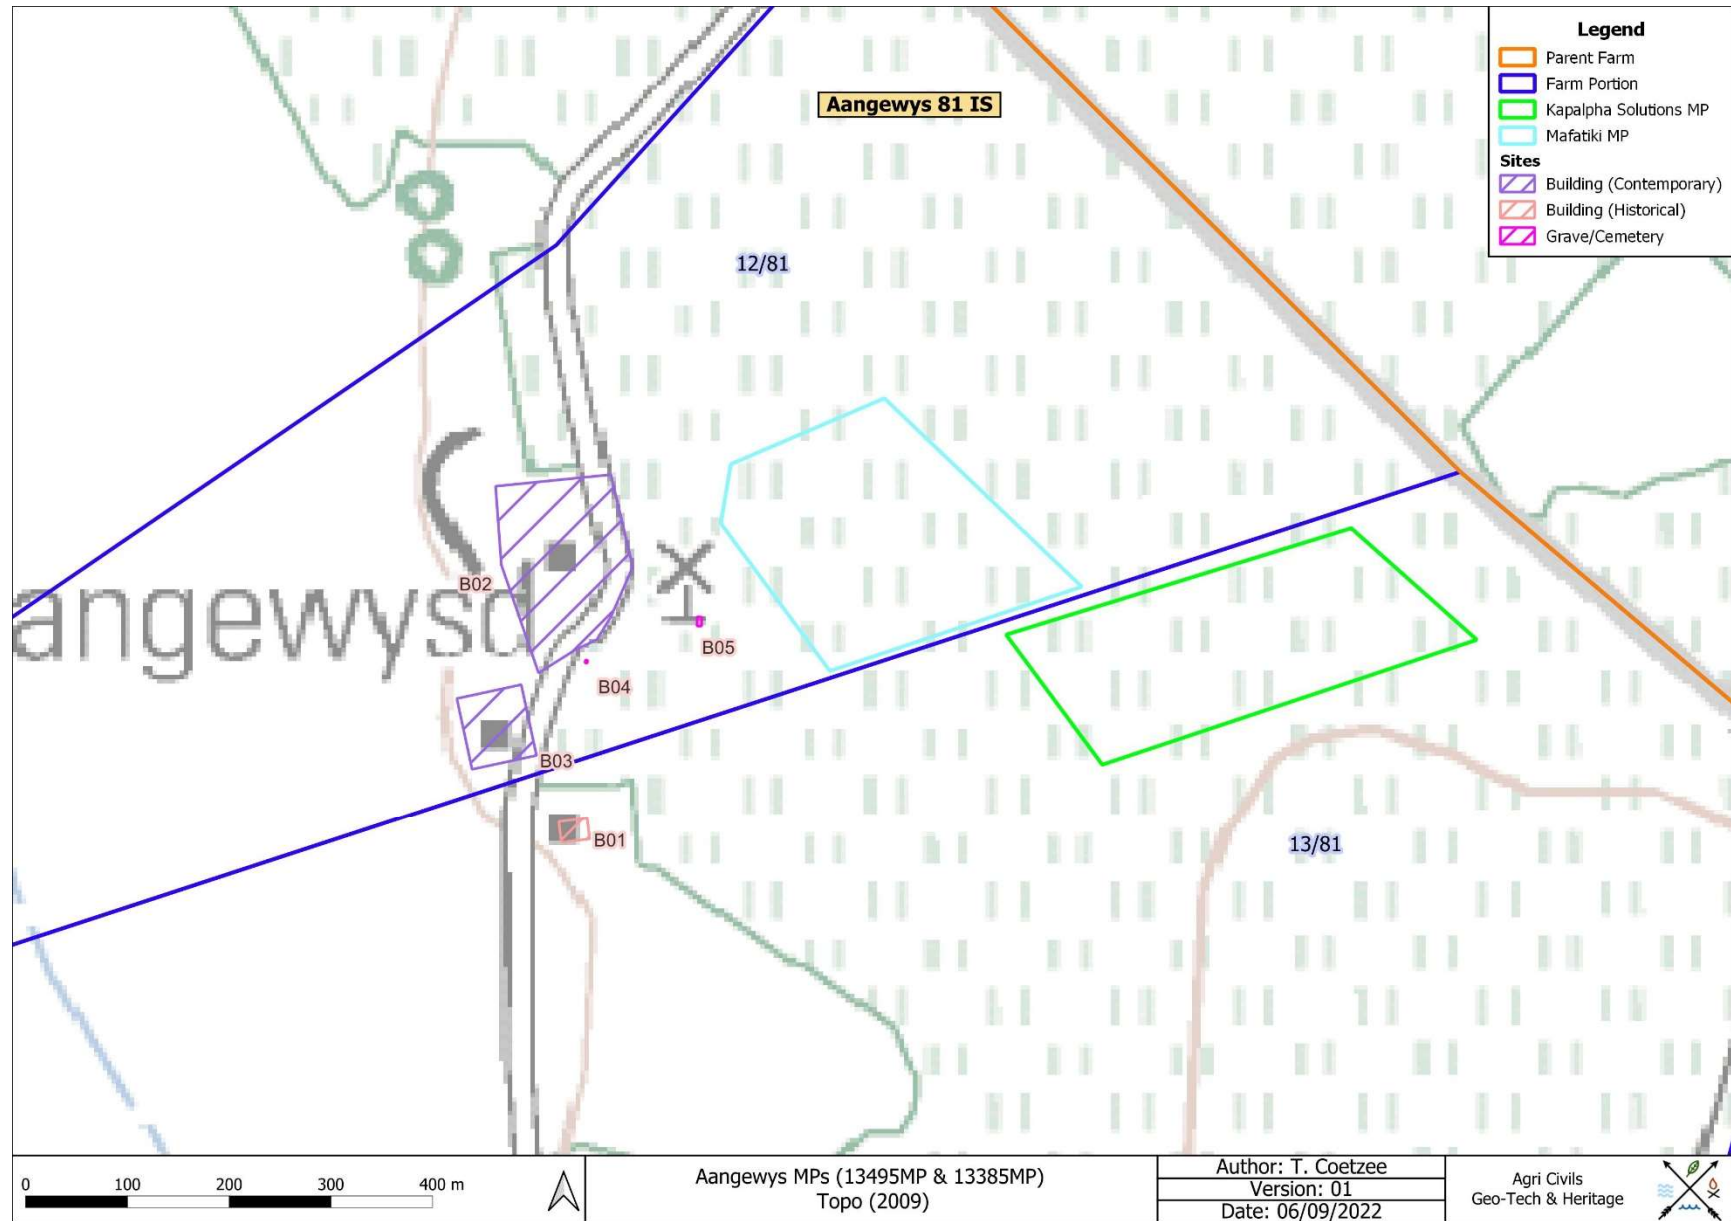 Legend
Parent Farm
Farm Portion
Kapalpha Solutions MP
Mafatiki MP
Sites
Building (Contemporary)
Building (Historical)
Grave/Cemetery
Aangewys 81 IS
12/81
B02
angewysd
B05
B04
B03
B01
13/81
0 100 200 300 400 m
Aangewys MPs (13495MP & 13385MP)
Topo (2009)
Author: T. Coetzee
Version: 01
Date: 06/09/2022
Agri Civils
Geo-Tech & Heritage